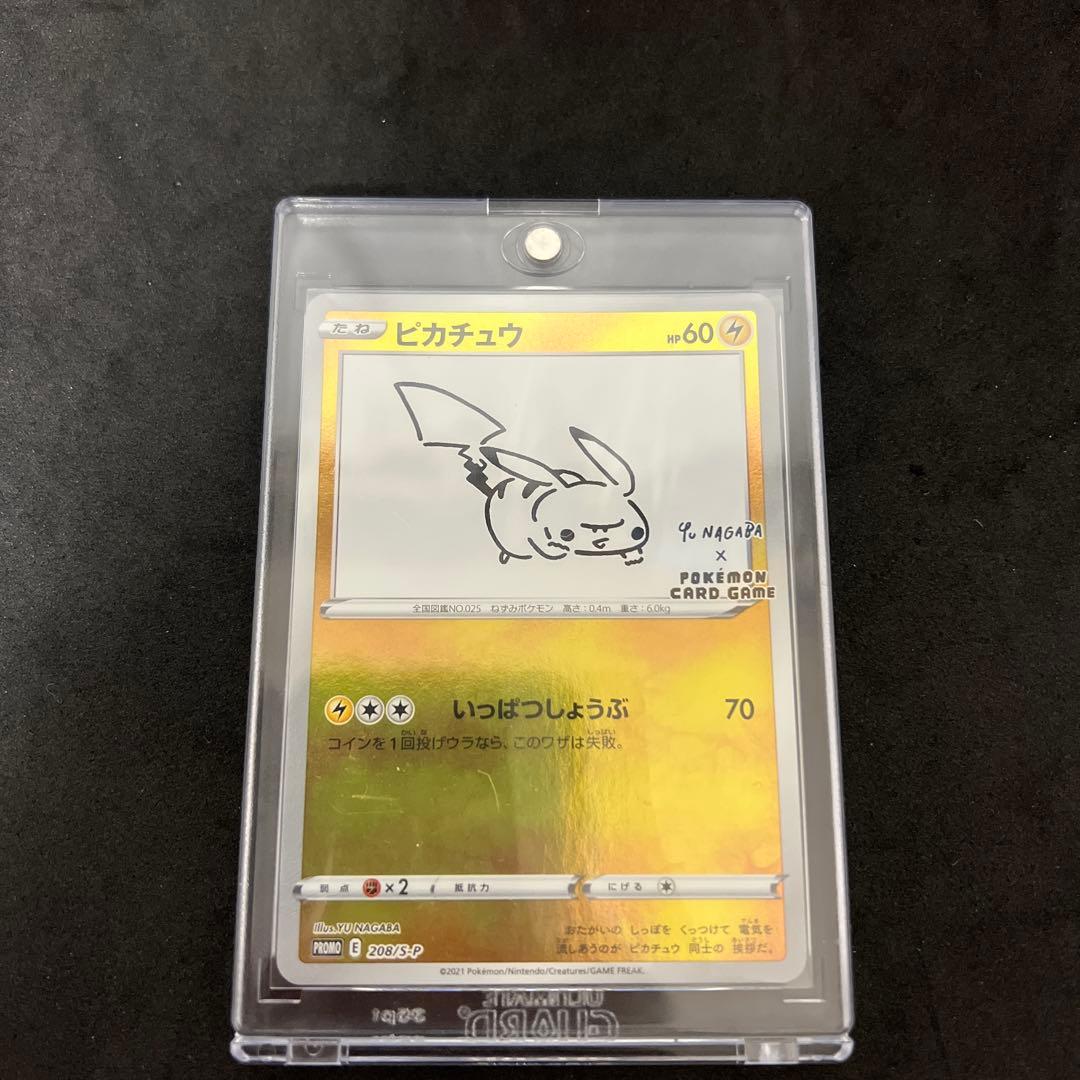 たね ピカチュウ HP60
Yu NAGABA
×
POKÉMON
CARD GAME
全国図鑑NO.025 ねずみポケモン 高さ:0.4m 重さ:6.0kg
いっぱつしょうぶ 70
コインを1回投げウラなら、このワザは失敗。
弱点 ×2 抵抗力 にげる
Illus. YU NAGABA
おたがいの しっぽを くっつけて 電気を
PROMO E 208/S-P
流しあうのが ピカチュウ 同士の 挨拶だ。
©2021 Pokémon/Nintendo/Creatures/GAME FREAK.